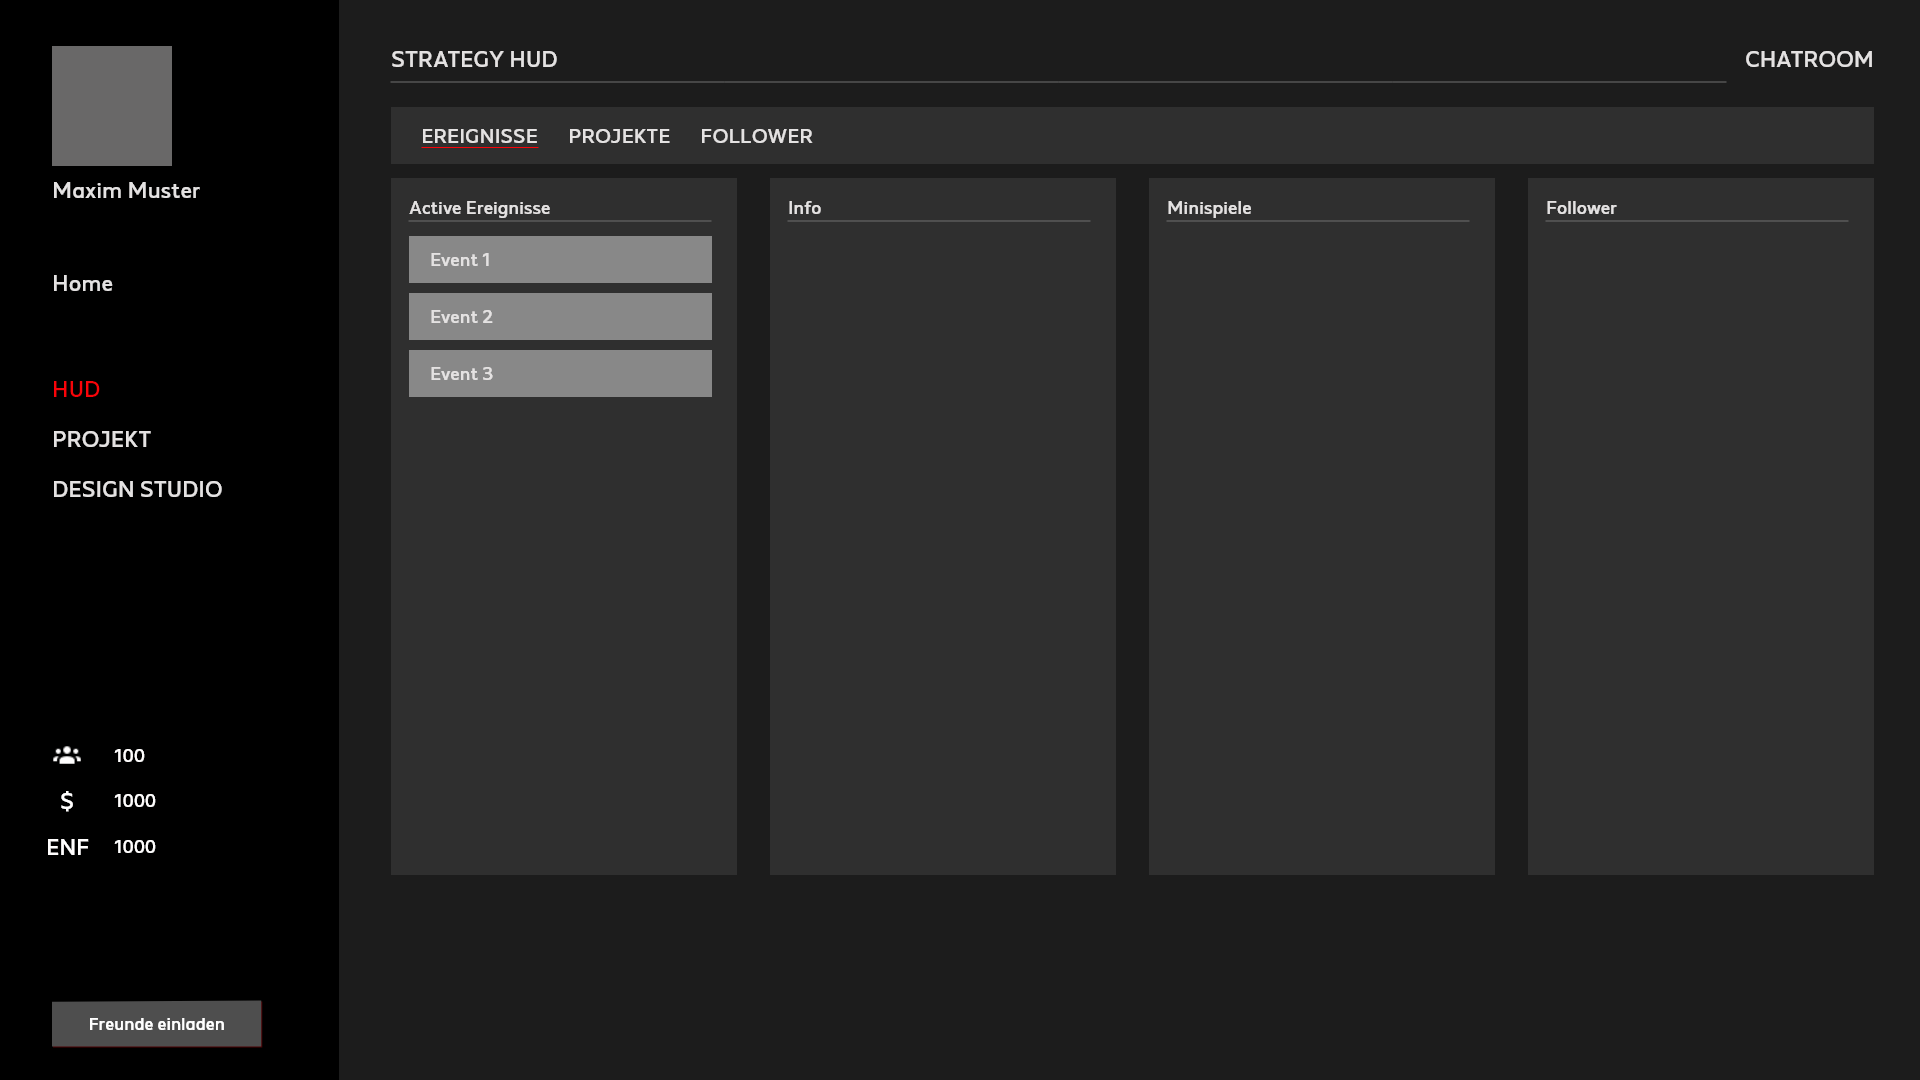 Maxim Muster
Home
HUD
PROJEKT
DESIGN STUDIO
100
$ 1000
ENF 1000
Freunde einladen
STRATEGY HUD
CHATROOM
EREIGNISSE PROJEKTE FOLLOWER
Active Ereignisse
Event 1
Event 2
Event 3
Info
Minispiele
Follower